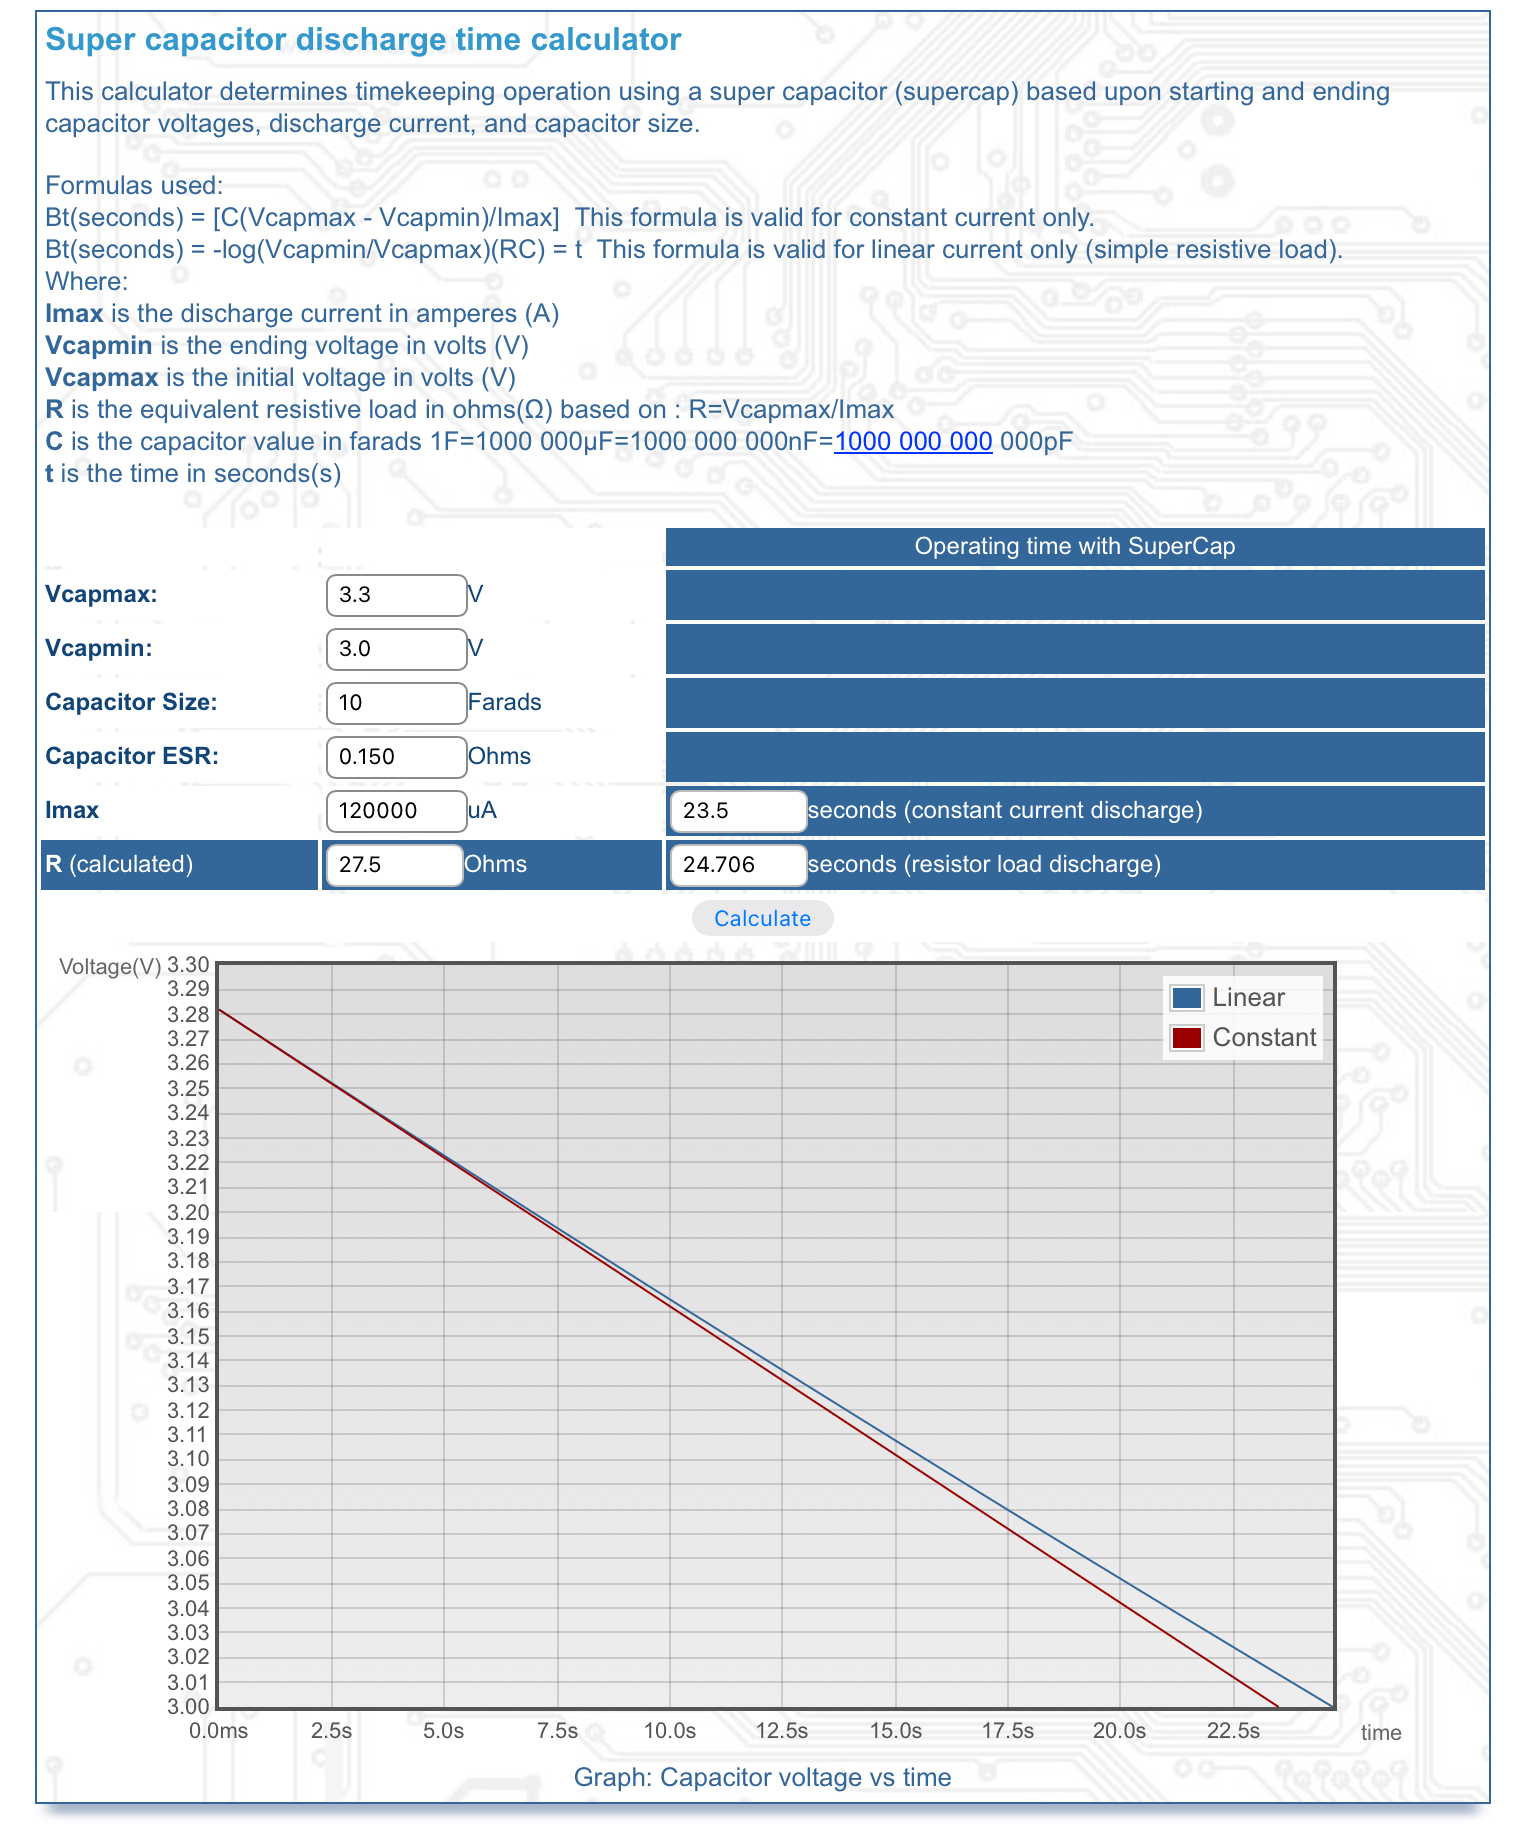 Super capacitor discharge time calculator
This calculator determines timekeeping operation using a super capacitor (supercap) based upon starting and ending
capacitor voltages, discharge current, and capacitor size.
Formulas used:
Bt(seconds) = [C(Vcapmax - Vcapmin)/Imax]  This formula is valid for constant current only.
Bt(seconds) = -log(Vcapmin/Vcapmax)(RC) = t  This formula is valid for linear current only (simple resistive load).
Where:
Imax is the discharge current in amperes (A)
Vcapmin is the ending voltage in volts (V)
Vcapmax is the initial voltage in volts (V)
R is the equivalent resistive load in ohms(Ω) based on : R=Vcapmax/Imax
C is the capacitor value in farads 1F=1000 000µF=1000 000 000nF=1000 000 000 000pF
t is the time in seconds(s)
Operating time with SuperCap
Vcapmax: 3.3 V
Vcapmin: 3.0 V
Capacitor Size: 10 Farads
Capacitor ESR: 0.150 Ohms
Imax 120000 uA 23.5 seconds (constant current discharge)
R (calculated) 27.5 Ohms 24.706 seconds (resistor load discharge)
Calculate
Voltage(V) 3.30
3.29
Linear
3.28
3.27
Constant
3.26
3.25
3.24
3.23
3.22
3.21
3.20
3.19
3.18
3.17
3.16
3.15
3.14
3.13
3.12
3.11
3.10
3.09
3.08
3.07
3.06
3.05
3.04
3.03
3.02
3.01
3.00
0.0ms 2.5s 5.0s 7.5s 10.0s 12.5s 15.0s 17.5s 20.0s 22.5s time
Graph: Capacitor voltage vs time